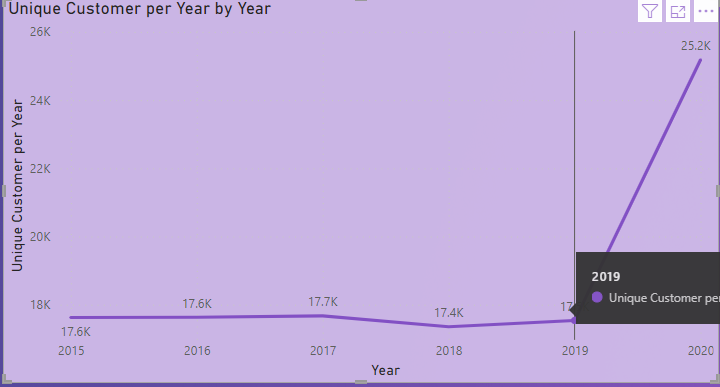 Unique Customer per Year by Year
26K
25.2K
24K
Unique Customer per Year
22K
20K
2019
Unique Customer per
18K
17.6K
17.7K
17.4K
17
17.6K
2015
2016
2017
2018
2019
2020
Year